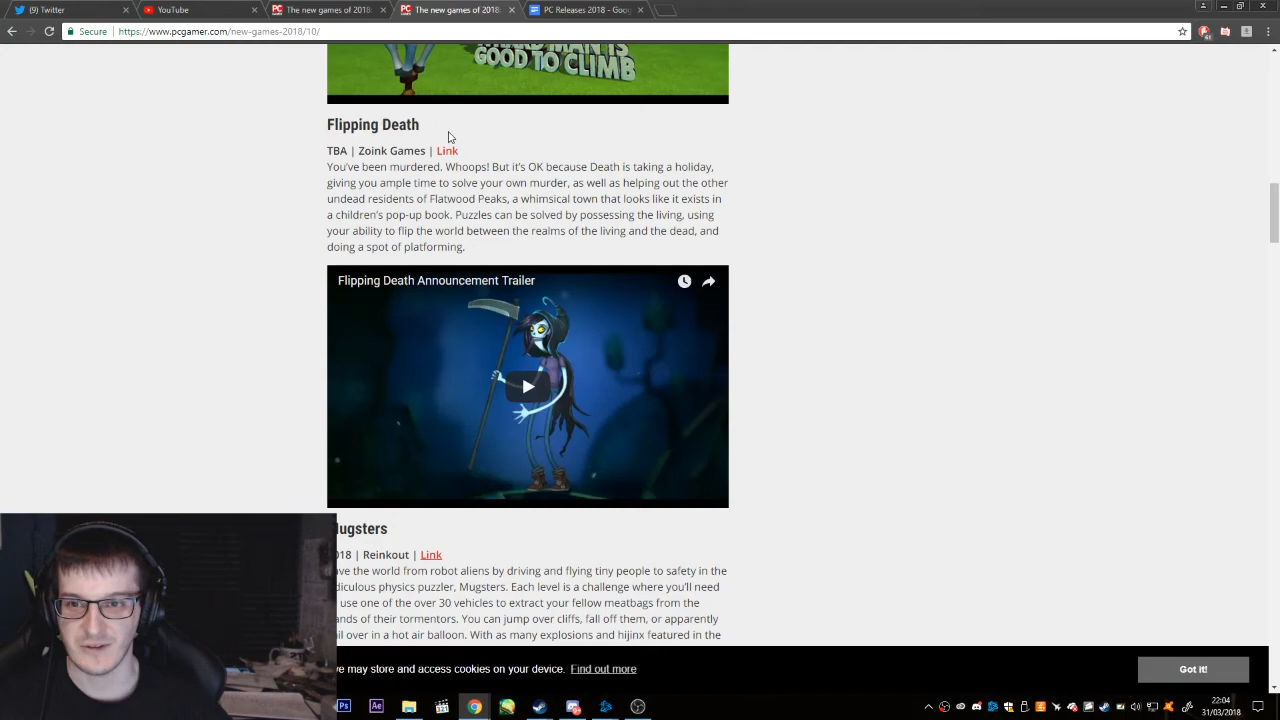 (9) Twitter
YouTube
The new games of 2018:
The new games of 2018:
PC Releases 2018 - Goog
Secure
https://www.pcgamer.com/new-games-2018/10/
GOOD TO CLIMB
Flipping Death
TBA | Zoink Games | Link
You've been murdered. Whoops! But it's OK because Death is taking a holiday,
giving you ample time to solve your own murder, as well as helping out the other
undead residents of Flatwood Peaks, a whimsical town that looks like it exists in
a children's pop-up book. Puzzles can be solved by possessing the living, using
your ability to flip the world between the realms of the living and the dead, and
doing a spot of platforming.
Flipping Death Announcement Trailer
ugsters
018 | Reinkout | Link
ave the world from robot aliens by driving and flying tiny people to safety in the
diculous physics puzzler, Mugsters. Each level is a challenge where you'll need
use one of the over 30 vehicles to extract your fellow meatbags from the
ands of their tormentors. You can jump over cliffs, fall off them, or apparently
il over in a hot air balloon. With as many explosions and hijinx featured in the
e may store and access cookies on your device. Find out more
Got it!
Ps
Ae
22:04
31/03/2018